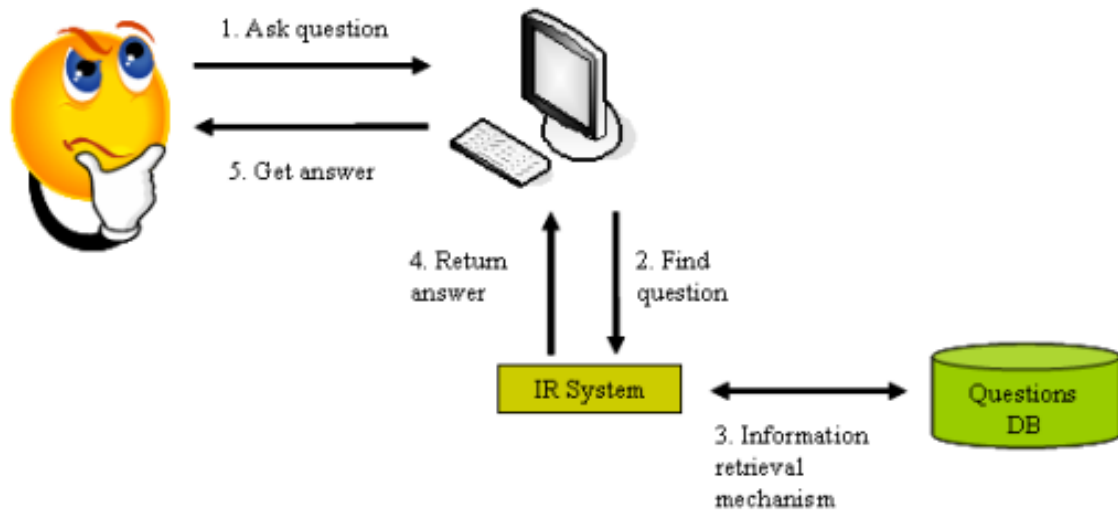 1. Ask question
5. Get answer
4. Return
answer
2. Find
question
IR System
Questions
DB
3. Information
retrieval
mechanism